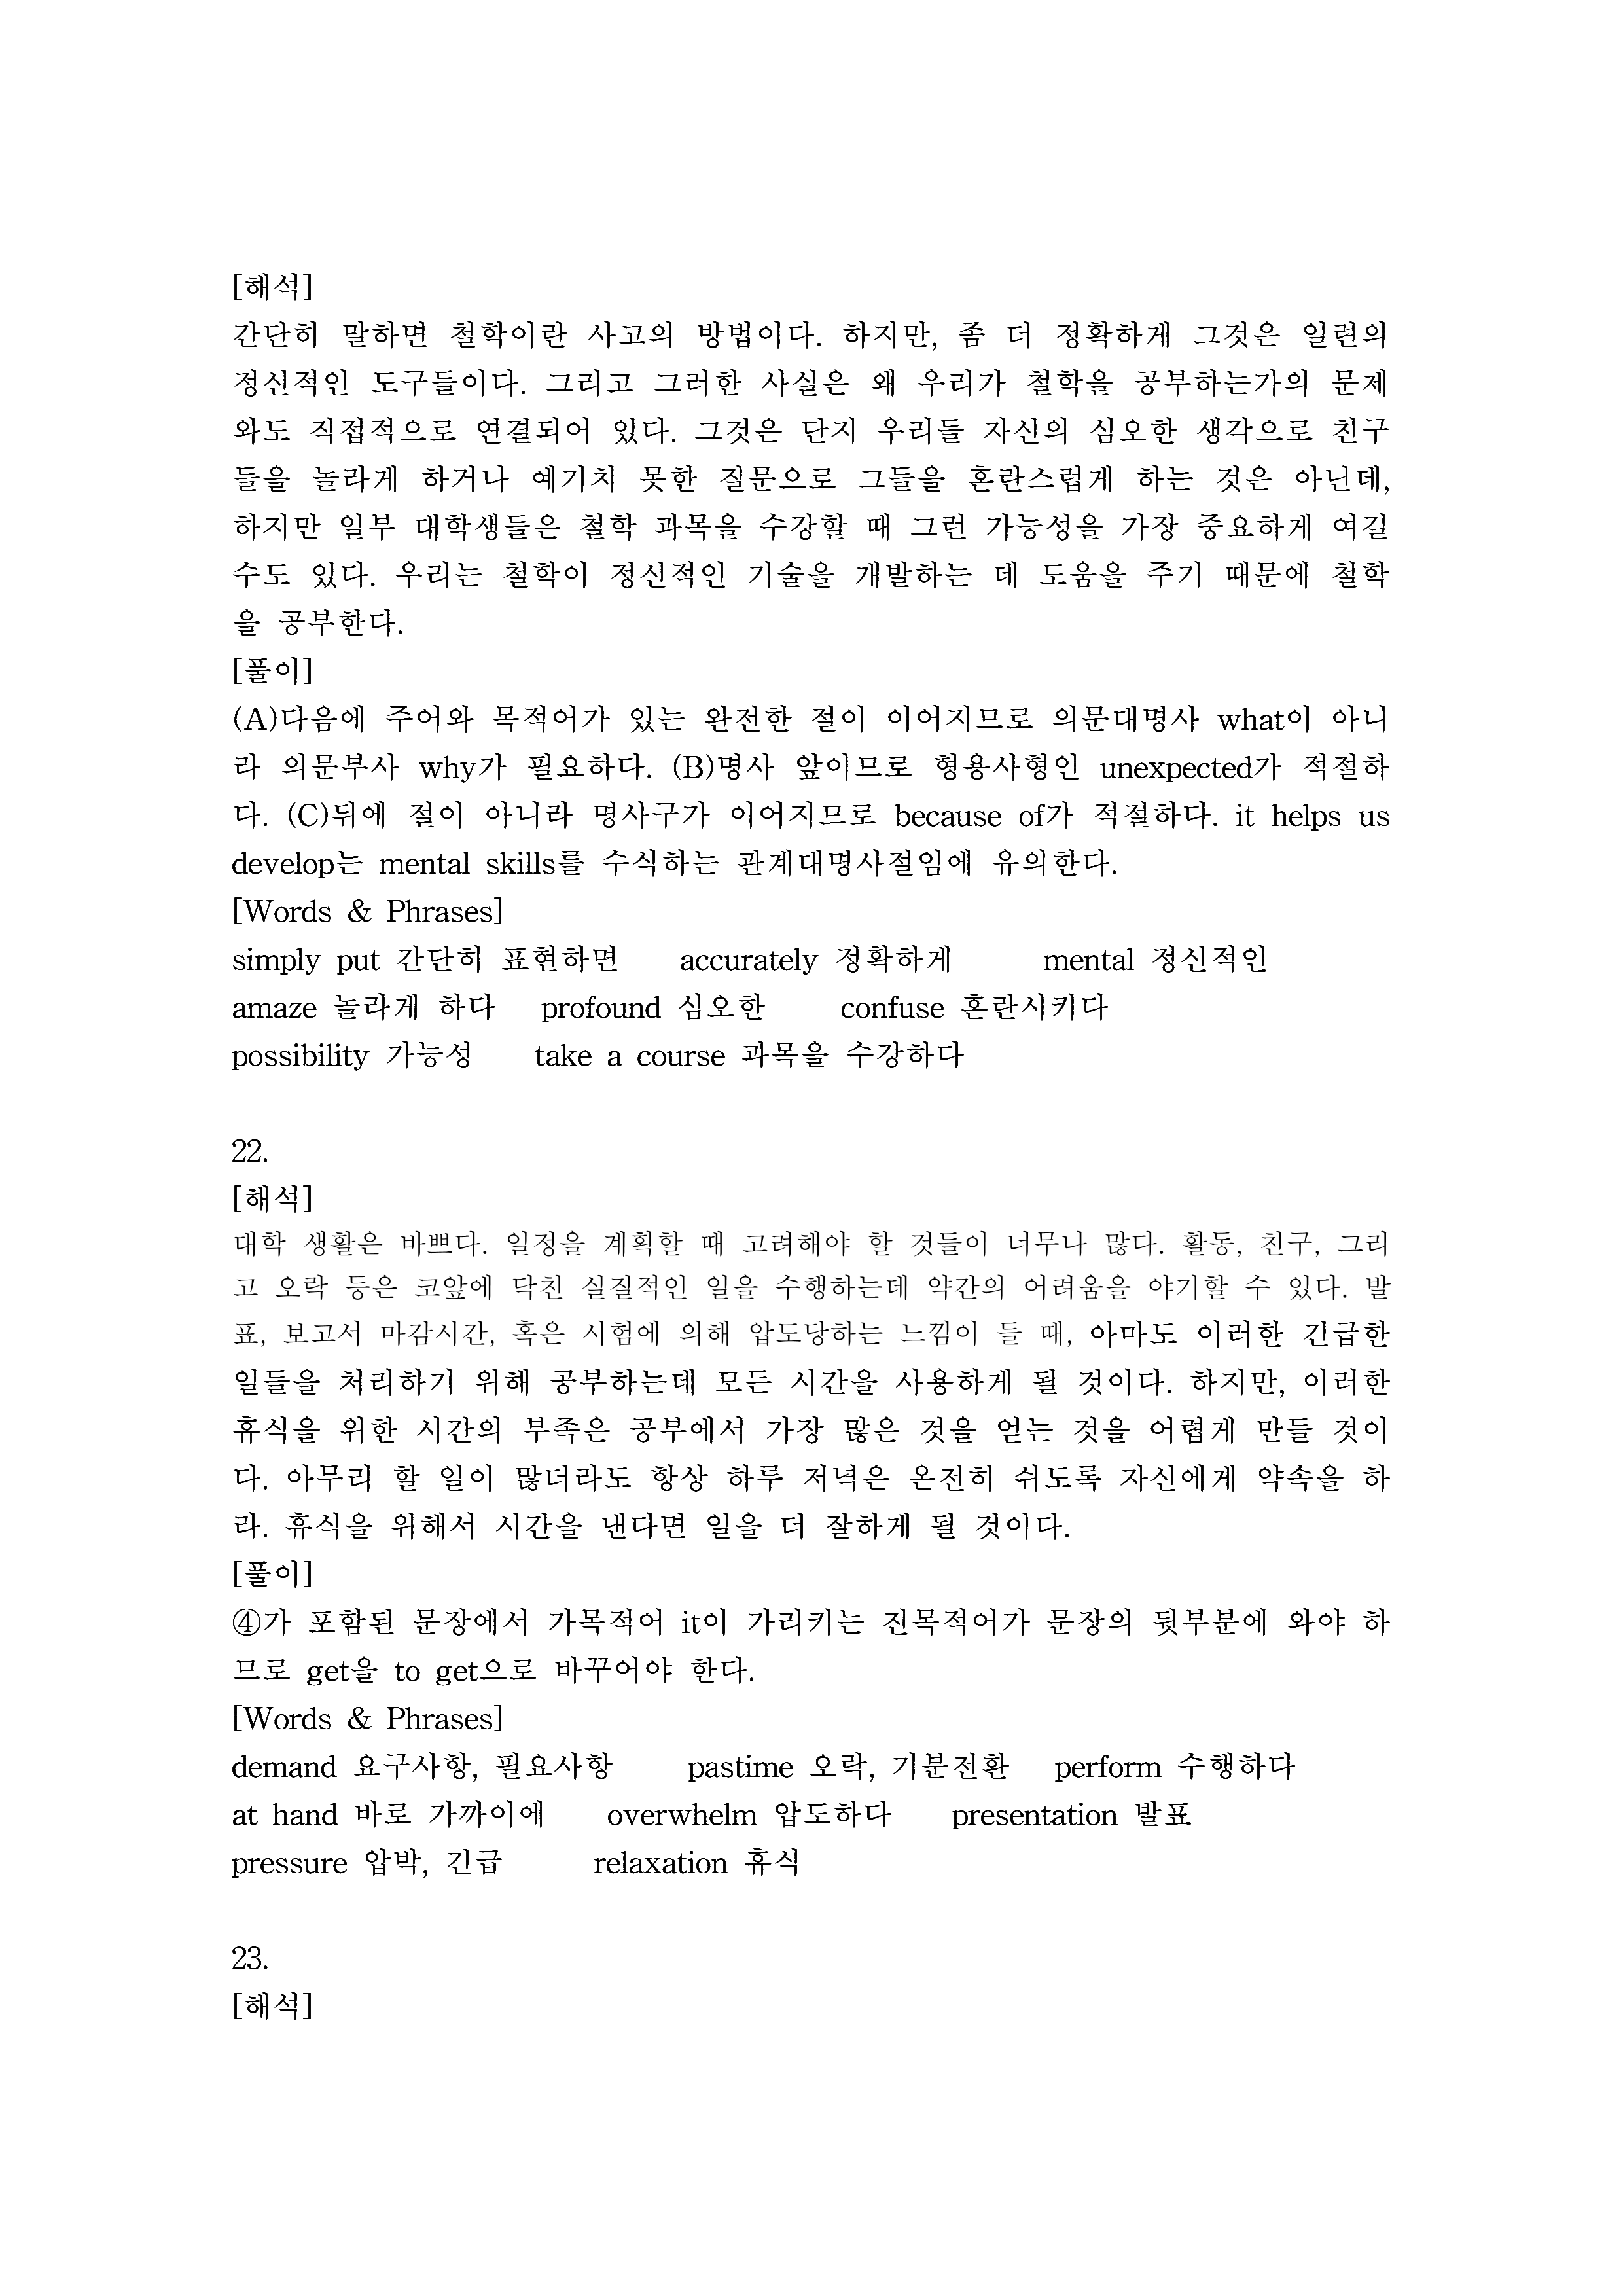 [해석]
간단히 말하면 철학이란 사고의 방법이다. 하지만, 좀 더 정확하게 그것은 일련의
정신적인 도구들이다. 그리고 그러한 사실은 왜 우리가 철학을 공부하는가의 문제
와도 직접적으로 연결되어 있다. 그것은 단지 우리들 자신의 심오한 생각으로 친구
들을 놀라게 하거나 예기치 못한 질문으로 그들을 혼란스럽게 하는 것은 아닌데,
하지만 일부 대학생들은 철학 과목을 수강할 때 그런 가능성을 가장 중요하게 여길
수도 있다. 우리는 철학이 정신적인 기술을 개발하는 데 도움을 주기 때문에 철학
을 공부한다.
[풀이]
(A)다음에 주어와 목적어가 있는 완전한 절이 이어지므로 의문대명사 what이 아니
라 의문부사 why가 필요하다. (B)명사 앞이므로 형용사형인 unexpected가 적절하
다. (C)뒤에 절이 아니라 명사구가 이어지므로 because of가 적절하다. it helps us
develop는 mental skills를 수식하는 관계대명사절임에 유의한다.
[Words & Phrases]
simply put 간단히 표현하면 accurately 정확하게 mental 정신적인
amaze 놀라게 하다 profound 심오한 confuse 혼란시키다
possibility 가능성 take a course 과목을 수강하다
22.
[해석]
대학 생활은 바쁘다. 일정을 계획할 때 고려해야 할 것들이 너무나 많다. 활동, 친구, 그리
고 오락 등은 코앞에 닥친 실질적인 일을 수행하는데 약간의 어려움을 야기할 수 있다. 발
표, 보고서 마감시간, 혹은 시험에 의해 압도당하는 느낌이 들 때, 아마도 이러한 긴급한
일들을 처리하기 위해 공부하는데 모든 시간을 사용하게 될 것이다. 하지만, 이러한
휴식을 위한 시간의 부족은 공부에서 가장 많은 것을 얻는 것을 어렵게 만들 것이
다. 아무리 할 일이 많더라도 항상 하루 저녁은 온전히 쉬도록 자신에게 약속을 하
라. 휴식을 위해서 시간을 낸다면 일을 더 잘하게 될 것이다.
[풀이]
④가 포함된 문장에서 가목적어 it이 가리키는 진목적어가 문장의 뒷부분에 와야 하
므로 get을 to get으로 바꾸어야 한다.
[Words & Phrases]
demand 요구사항, 필요사항 pastime 오락, 기분전환 perform 수행하다
at hand 바로 가까이에 overwhelm 압도하다 presentation 발표
pressure 압박, 긴급 relaxation 휴식
23.
[해석]